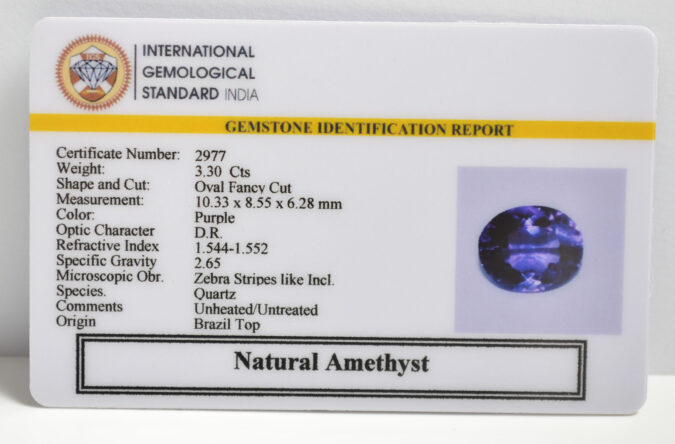 INTERNATIONAL
GEMOLOGICAL
STANDARD INDIA
GEMSTONE IDENTIFICATION REPORT
Certificate Number: 2977
Weight: 3.30 Cts
Shape and Cut: Oval Fancy Cut
Measurement: 10.33 x 8.55 x 6.28 mm
Color: Purple
Optic Character D.R.
Refractive Index 1.544-1.552
Specific Gravity 2.65
Microscopic Obr. Zebra Stripes like Incl.
Species. Quartz
Comments Unheated/Untreated
Origin Brazil Top
Natural Amethyst